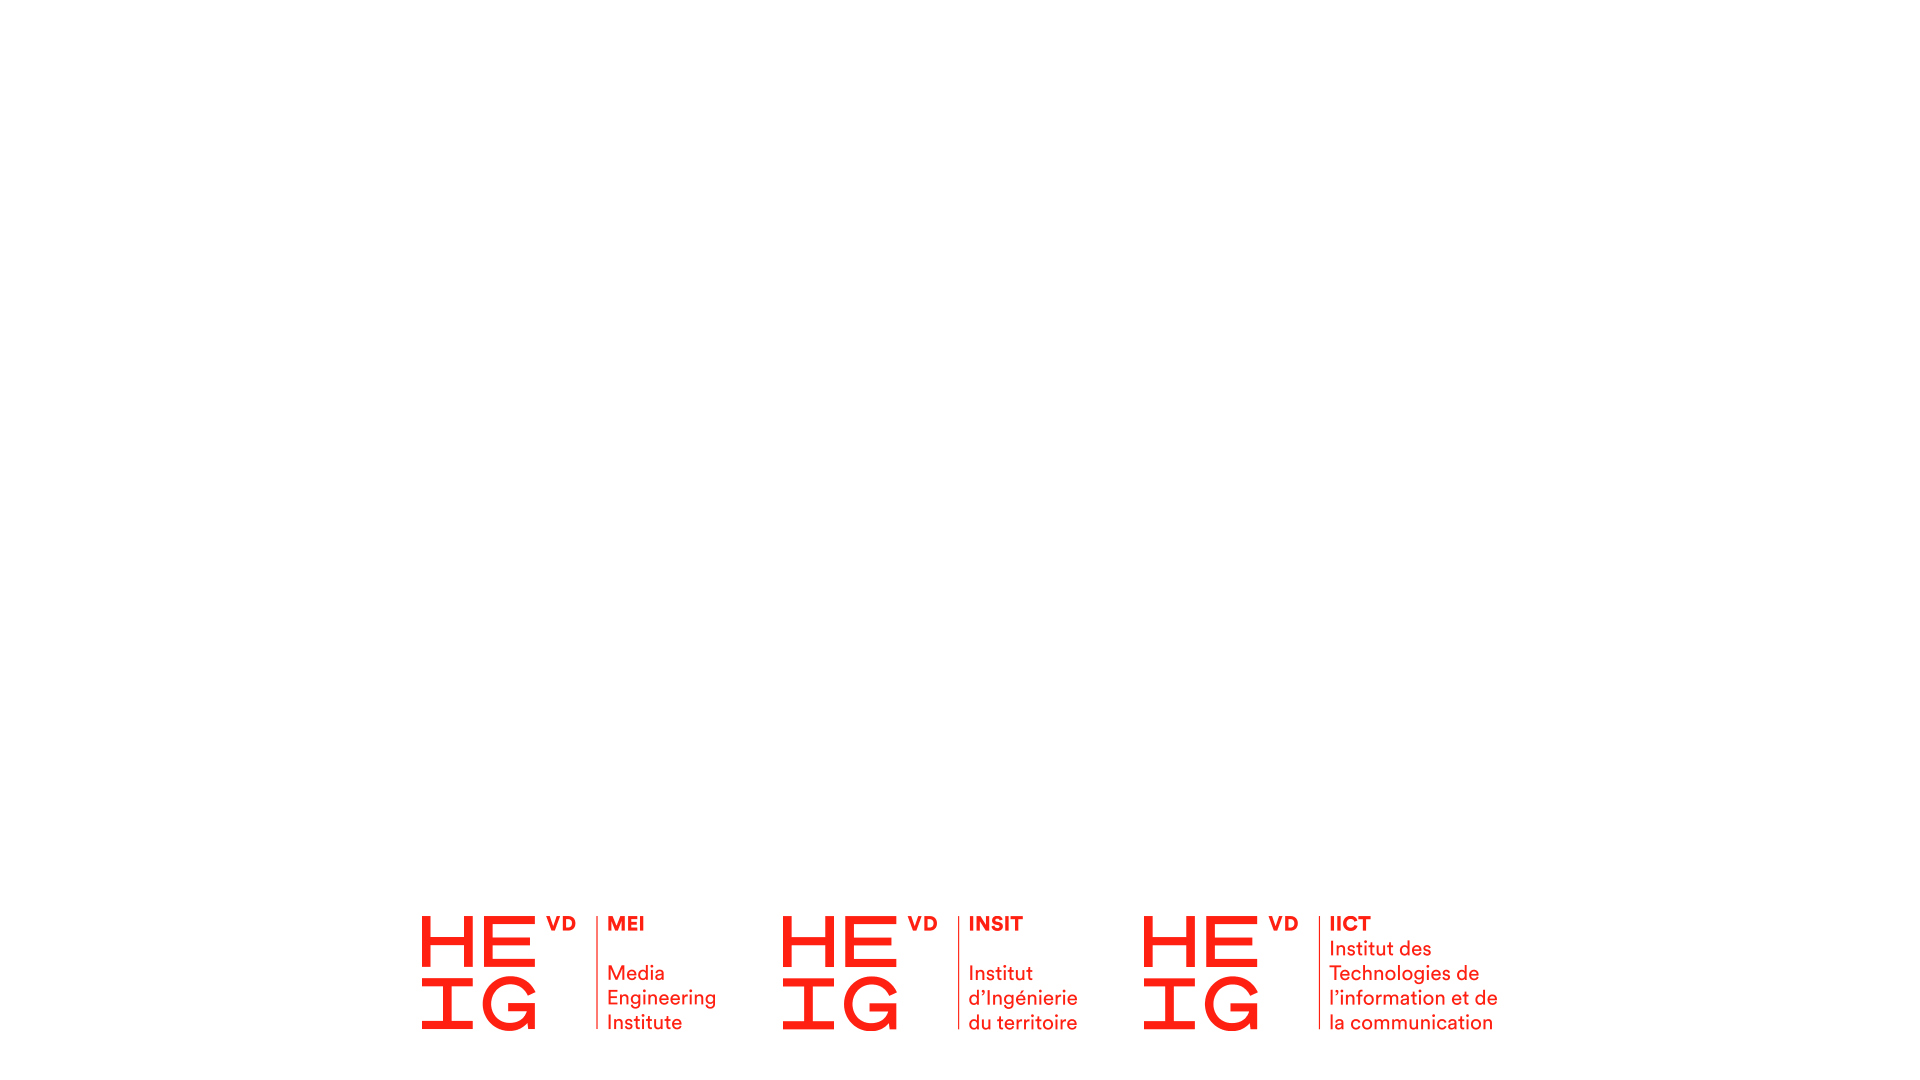 HE VD
IG
MEI
Media
Engineering
Institute
HE VD
IG
INSIT
Institut
d’Ingénierie
du territoire
HE VD
IG
IICT
Institut des
Technologies de
l’information et de
la communication